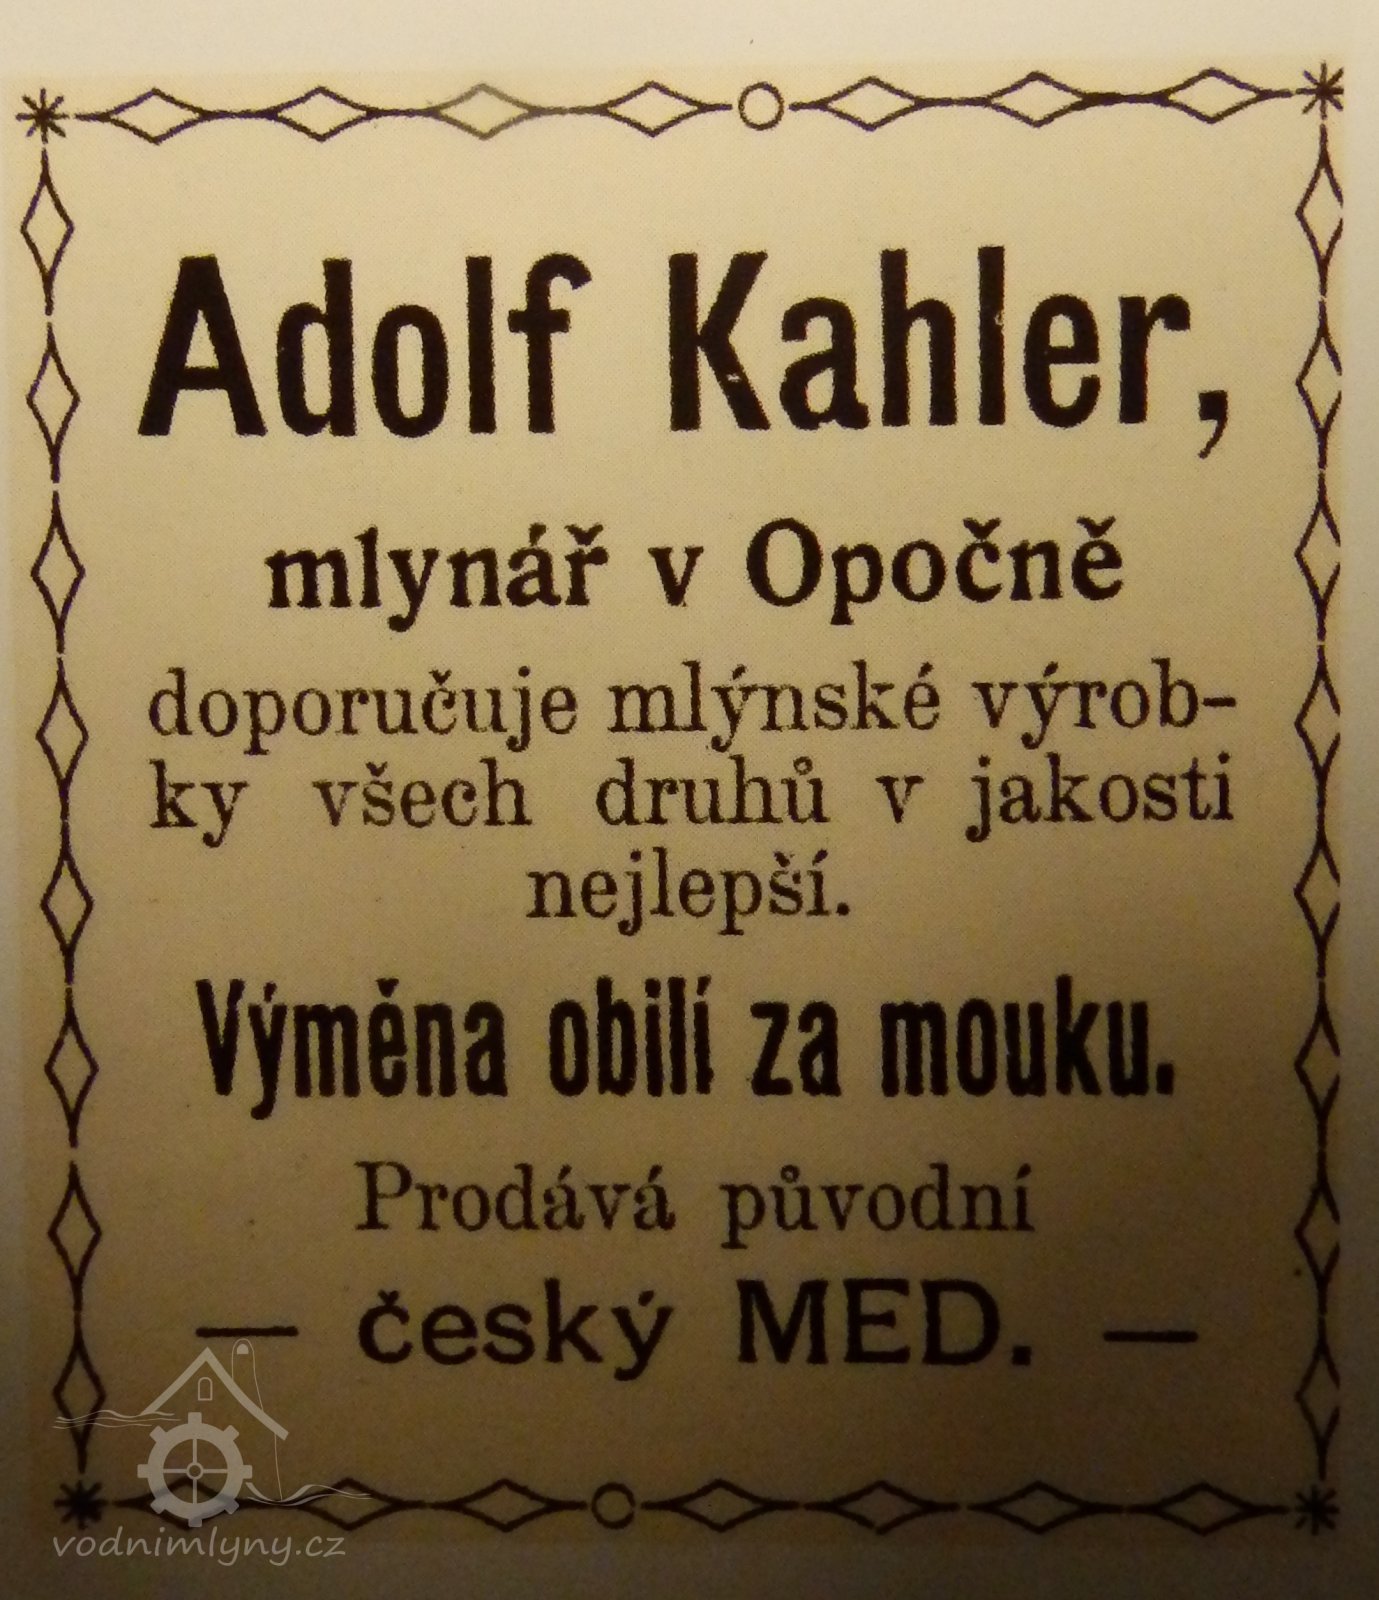 Adolf Kahler,
mlynář v Opočně
doporučuje mlýnské výrob-
ky všech druhů v jakosti
nejlepší.
Výměna obilí za mouku.
Prodává původní
— český MED. —
vodnimlyny.cz